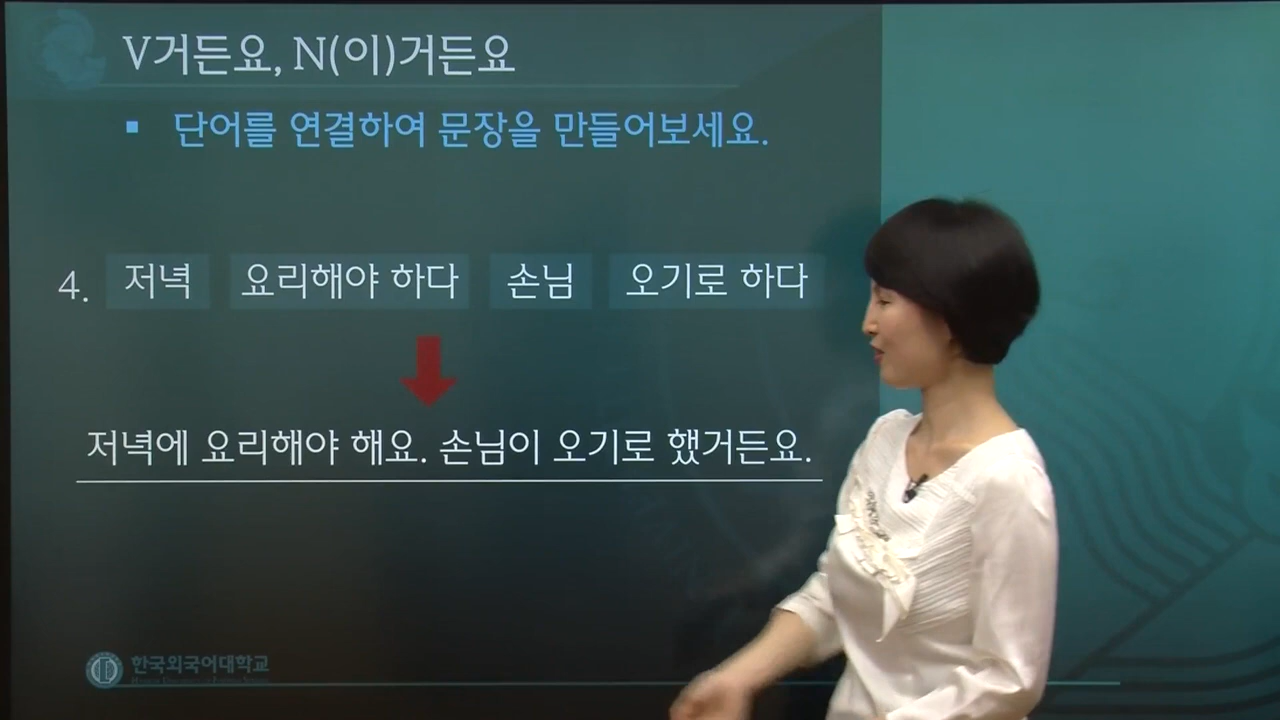 V거든요, N(이)거든요
▪ 단어를 연결하여 문장을 만들어보세요.
4. 저녁 요리해야 하다 손님 오기로 하다
저녁에 요리해야 해요. 손님이 오기로 했거든요.
한국외국어대학교